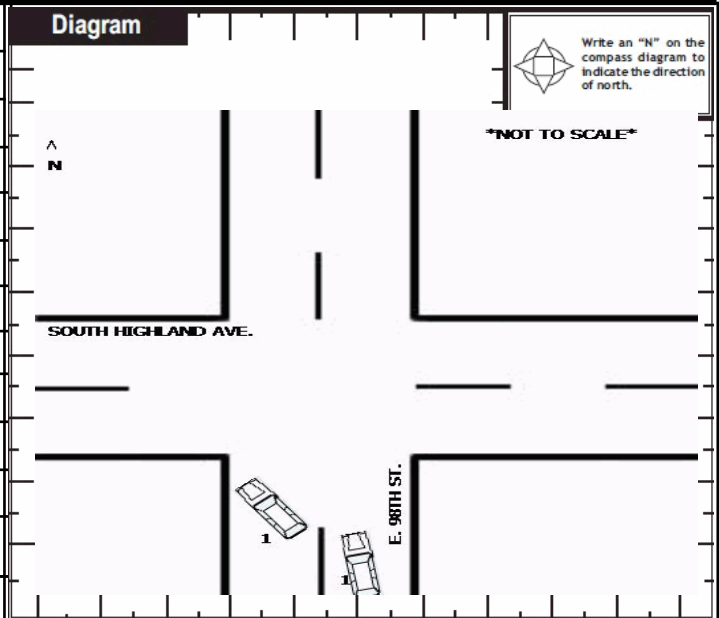 Diagram
Write an “N” on the
compass diagram to
indicate the direction
of north.
*NOT TO SCALE*
^
N
SOUTH HIGHLAND AVE.
E. 98TH ST.
1
1